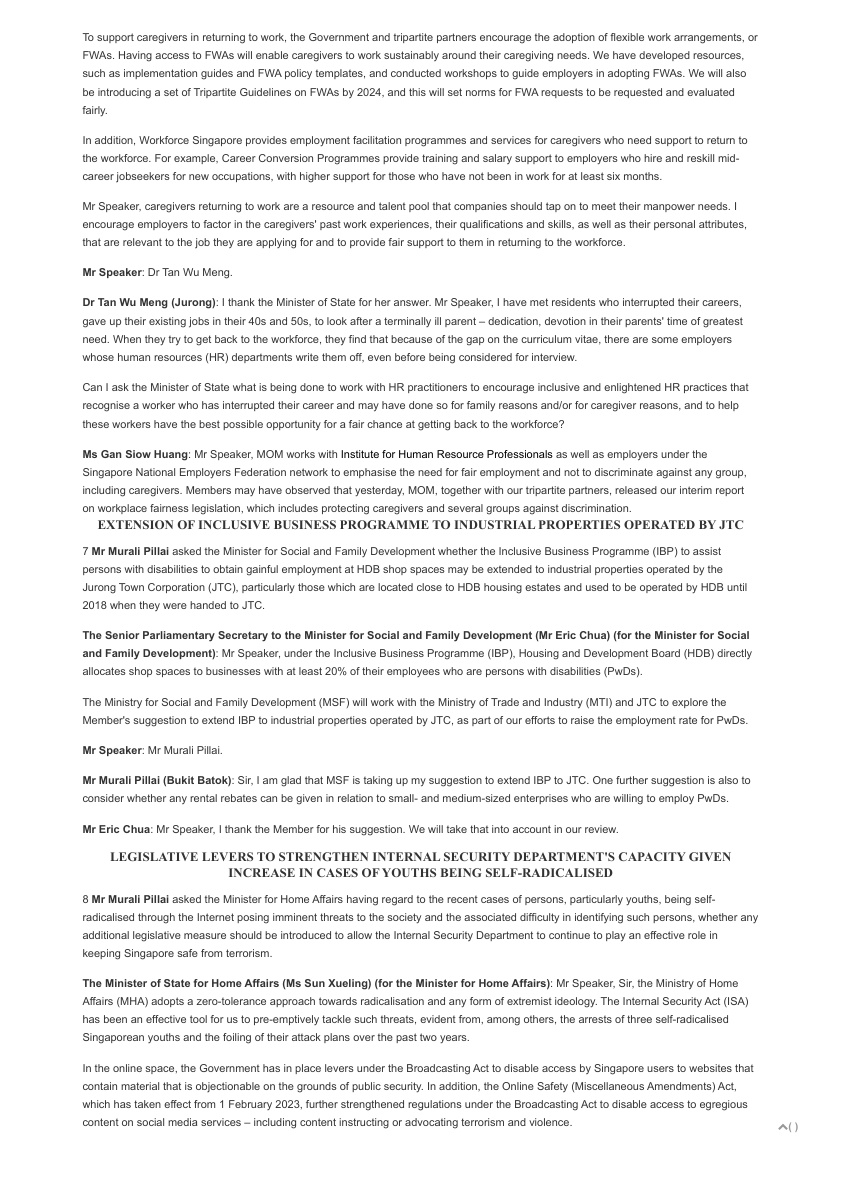 To support caregivers in returning to work, the Government and tripartite partners encourage the adoption of flexible work arrangements, or
FWAs. Having access to FWAs will enable caregivers to work sustainably around their caregiving needs. We have developed resources,
such as implementation guides and FWA policy templates, and conducted workshops to guide employers in adopting FWAs. We will also
be introducing a set of Tripartite Guidelines on FWAs by 2024, and this will set norms for FWA requests to be requested and evaluated
fairly.
In addition, Workforce Singapore provides employment facilitation programmes and services for caregivers who need support to return to
the workforce. For example, Career Conversion Programmes provide training and salary support to employers who hire and reskill mid-
career jobseekers for new occupations, with higher support for those who have not been in work for at least six months.
Mr Speaker, caregivers returning to work are a resource and talent pool that companies should tap on to meet their manpower needs. I
encourage employers to factor in the caregivers' past work experiences, their qualifications and skills, as well as their personal attributes,
that are relevant to the job they are applying for and to provide fair support to them in returning to the workforce.
Mr Speaker: Dr Tan Wu Meng.
Dr Tan Wu Meng (Jurong): I thank the Minister of State for her answer. Mr Speaker, I have met residents who interrupted their careers,
gave up their existing jobs in their 40s and 50s, to look after a terminally ill parent – dedication, devotion in their parents' time of greatest
need. When they try to get back to the workforce, they find that because of the gap on the curriculum vitae, there are some employers
whose human resources (HR) departments write them off, even before being considered for interview.
Can I ask the Minister of State what is being done to work with HR practitioners to encourage inclusive and enlightened HR practices that
recognise a worker who has interrupted their career and may have done so for family reasons and/or for caregiver reasons, and to help
these workers have the best possible opportunity for a fair chance at getting back to the workforce?
Ms Gan Siow Huang: Mr Speaker, MOM works with Institute for Human Resource Professionals as well as employers under the
Singapore National Employers Federation network to emphasise the need for fair employment and not to discriminate against any group,
including caregivers. Members may have observed that yesterday, MOM, together with our tripartite partners, released our interim report
on workplace fairness legislation, which includes protecting caregivers and several groups against discrimination.
EXTENSION OF INCLUSIVE BUSINESS PROGRAMME TO INDUSTRIAL PROPERTIES OPERATED BY JTC
7 Mr Murali Pillai asked the Minister for Social and Family Development whether the Inclusive Business Programme (IBP) to assist
persons with disabilities to obtain gainful employment at HDB shop spaces may be extended to industrial properties operated by the
Jurong Town Corporation (JTC), particularly those which are located close to HDB housing estates and used to be operated by HDB until
2018 when they were handed to JTC.
The Senior Parliamentary Secretary to the Minister for Social and Family Development (Mr Eric Chua) (for the Minister for Social
and Family Development): Mr Speaker, under the Inclusive Business Programme (IBP), Housing and Development Board (HDB) directly
allocates shop spaces to businesses with at least 20% of their employees who are persons with disabilities (PwDs).
The Ministry for Social and Family Development (MSF) will work with the Ministry of Trade and Industry (MTI) and JTC to explore the
Member's suggestion to extend IBP to industrial properties operated by JTC, as part of our efforts to raise the employment rate for PwDs.
Mr Speaker: Mr Murali Pillai.
Mr Murali Pillai (Bukit Batok): Sir, I am glad that MSF is taking up my suggestion to extend IBP to JTC. One further suggestion is also to
consider whether any rental rebates can be given in relation to small- and medium-sized enterprises who are willing to employ PwDs.
Mr Eric Chua: Mr Speaker, I thank the Member for his suggestion. We will take that into account in our review.
LEGISLATIVE LEVERS TO STRENGTHEN INTERNAL SECURITY DEPARTMENT'S CAPACITY GIVEN
INCREASE IN CASES OF YOUTHS BEING SELF-RADICALISED
8 Mr Murali Pillai asked the Minister for Home Affairs having regard to the recent cases of persons, particularly youths, being self-
radicalised through the Internet posing imminent threats to the society and the associated difficulty in identifying such persons, whether any
additional legislative measure should be introduced to allow the Internal Security Department to continue to play an effective role in
keeping Singapore safe from terrorism.
The Minister of State for Home Affairs (Ms Sun Xueling) (for the Minister for Home Affairs): Mr Speaker, Sir, the Ministry of Home
Affairs (MHA) adopts a zero-tolerance approach towards radicalisation and any form of extremist ideology. The Internal Security Act (ISA)
has been an effective tool for us to pre-emptively tackle such threats, evident from, among others, the arrests of three self-radicalised
Singaporean youths and the foiling of their attack plans over the past two years.
In the online space, the Government has in place levers under the Broadcasting Act to disable access by Singapore users to websites that
contain material that is objectionable on the grounds of public security. In addition, the Online Safety (Miscellaneous Amendments) Act,
which has taken effect from 1 February 2023, further strengthened regulations under the Broadcasting Act to disable access to egregious
content on social media services – including content instructing or advocating terrorism and violence.
( )